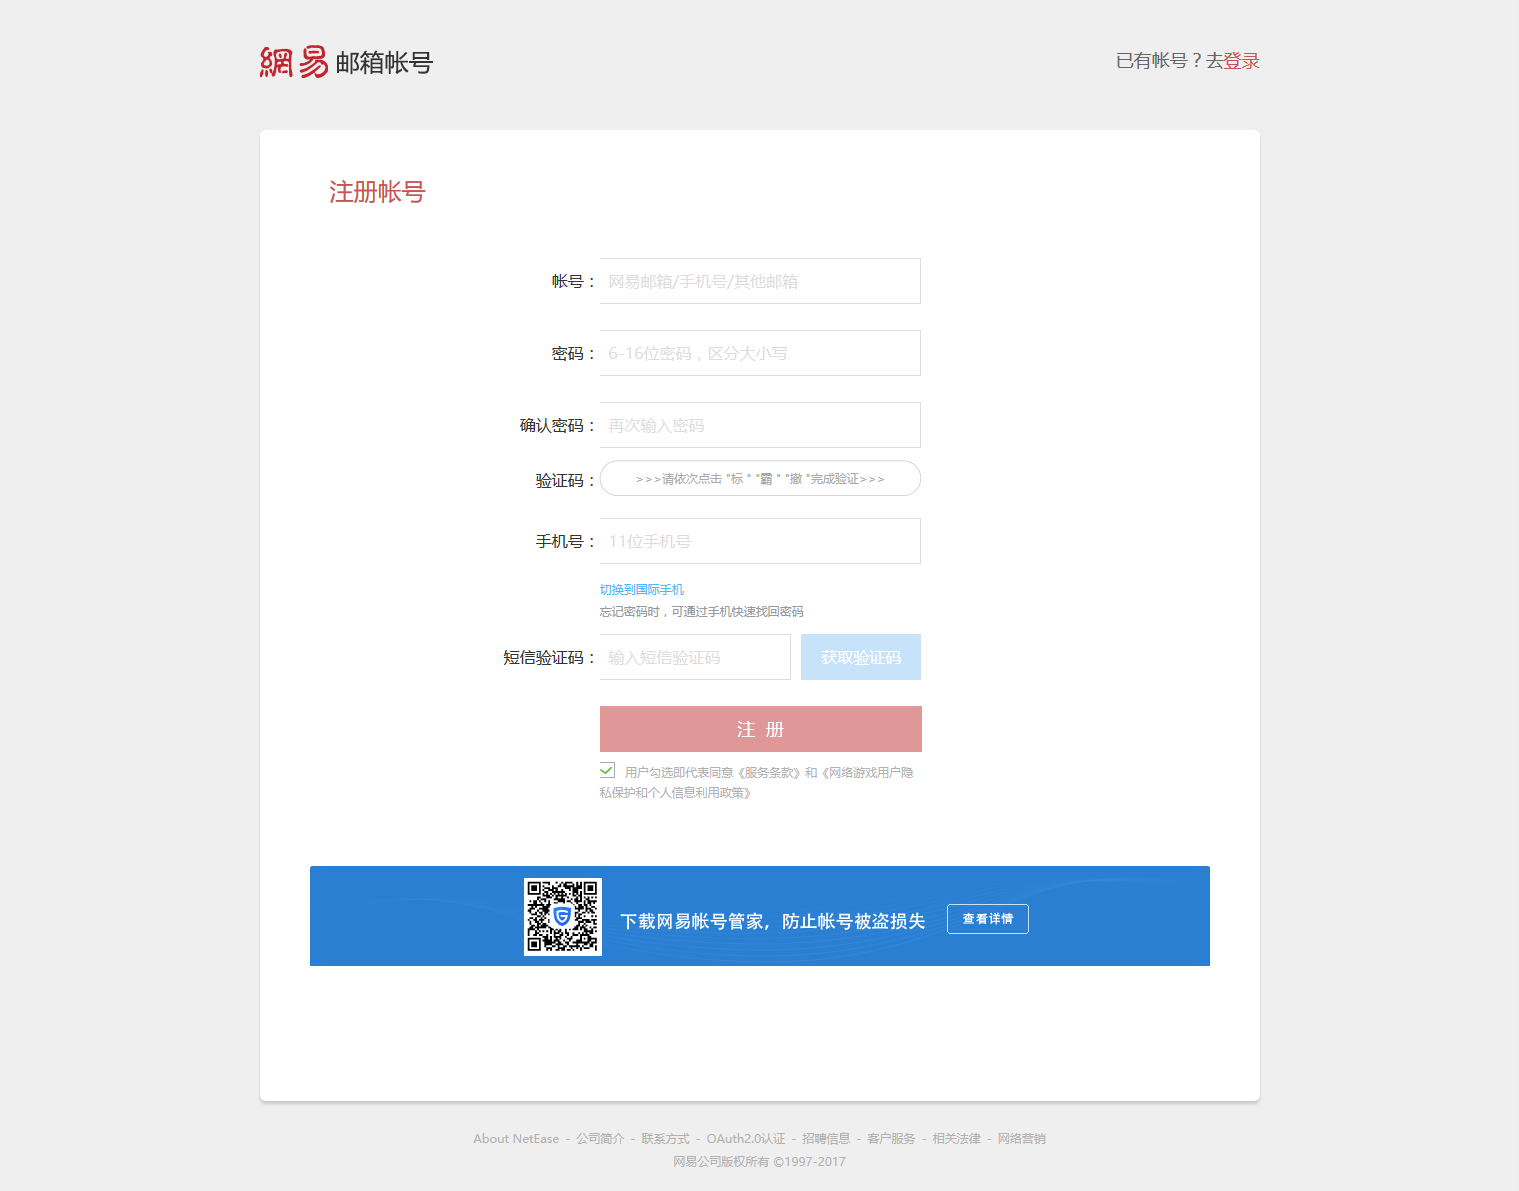 網易 邮箱帐号
已有帐号？去登录
注册帐号
帐号：
网易邮箱/手机号/其他邮箱
密码：
6-16位密码，区分大小写
确认密码：
再次输入密码
验证码：
>>>请依次点击 "标 " "霸 " "撤 "完成验证>>>
手机号：
11位手机号
切换到国际手机
忘记密码时，可通过手机快速找回密码
短信验证码：
输入短信验证码
获取验证码
注 册
用户勾选即代表同意《服务条款》和《网络游戏用户隐
私保护和个人信息利用政策》
下载网易帐号管家，防止帐号被盗损失
查看详情
About NetEase - 公司简介 - 联系方式 - OAuth2.0认证 - 招聘信息 - 客户服务 - 相关法律 - 网络营销
网易公司版权所有 ©1997-2017